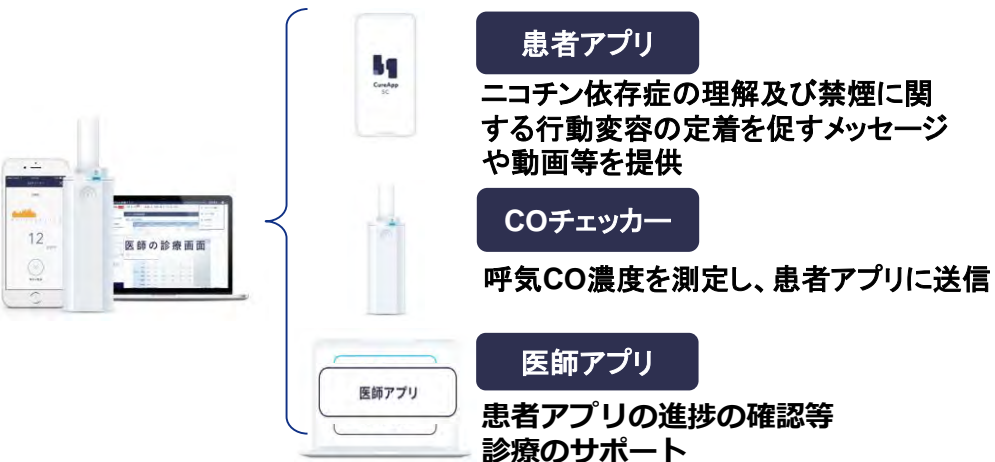 12
医師の診療画面
CureApp
SC
患者アプリ
ニコチン依存症の理解及び禁煙に関
する行動変容の定着を促すメッセージ
や動画等を提供
COチェッカー
呼気CO濃度を測定し、患者アプリに送信
医師アプリ
医師アプリ
患者アプリの進捗の確認等
診療のサポート